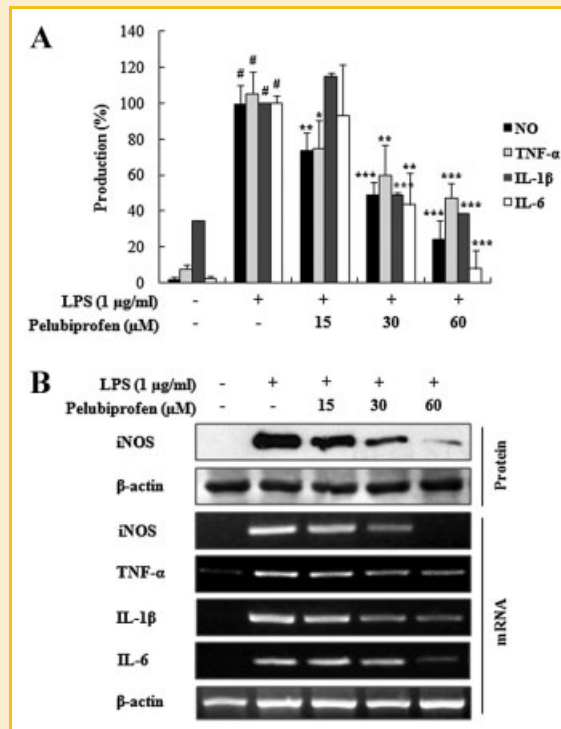 A
140
120
100
80
60
40
20
0
Production (%)
# # # #
** *
*** ** *** **
*** *** *** ***
NO
TNF-α
IL-1β
IL-6
LPS (1 µg/ml) - + + + +
Pelubiprofen (µM) - - 15 30 60
B
LPS (1 µg/ml) - + + + +
Pelubiprofen (µM) - - 15 30 60
iNOS
β-actin
Protein
iNOS
TNF-α
IL-1β
IL-6
β-actin
mRNA